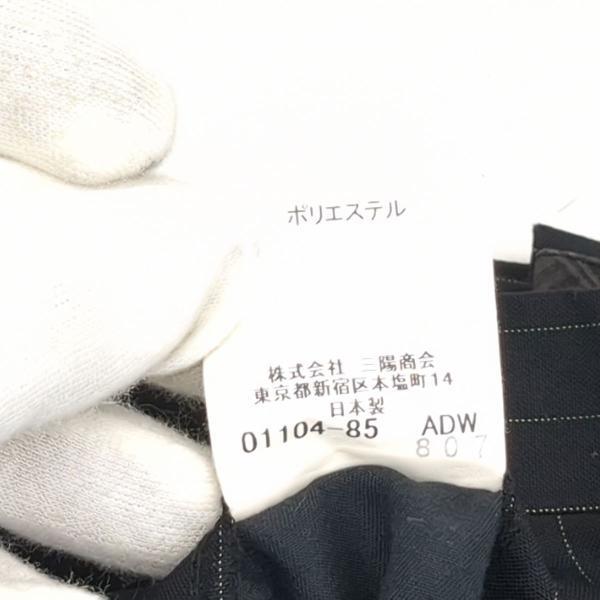 ポリエステル
株式会社 三陽商会
東京都新宿区本塩町14
日本製
01104-85 ADW
807